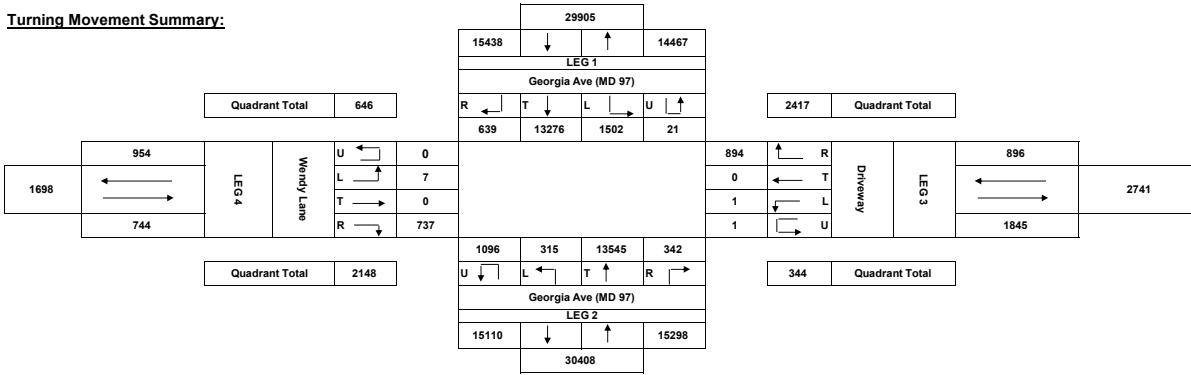 Turning Movement Summary:
29905
15438 14467
LEG 1
Georgia Ave (MD 97)
Quadrant Total 646
R T L U
2417 Quadrant Total
639 13276 1502 21
954
U 0
894 R
896
1698
LEG 4
Wendy Lane
L 7
0 T
Driveway
LEG 3
2741
T 0
1 L
744
R 737
1 U
1845
1096 315 13545 342
Quadrant Total 2148
U L T R
344 Quadrant Total
Georgia Ave (MD 97)
LEG 2
15110 15298
30408